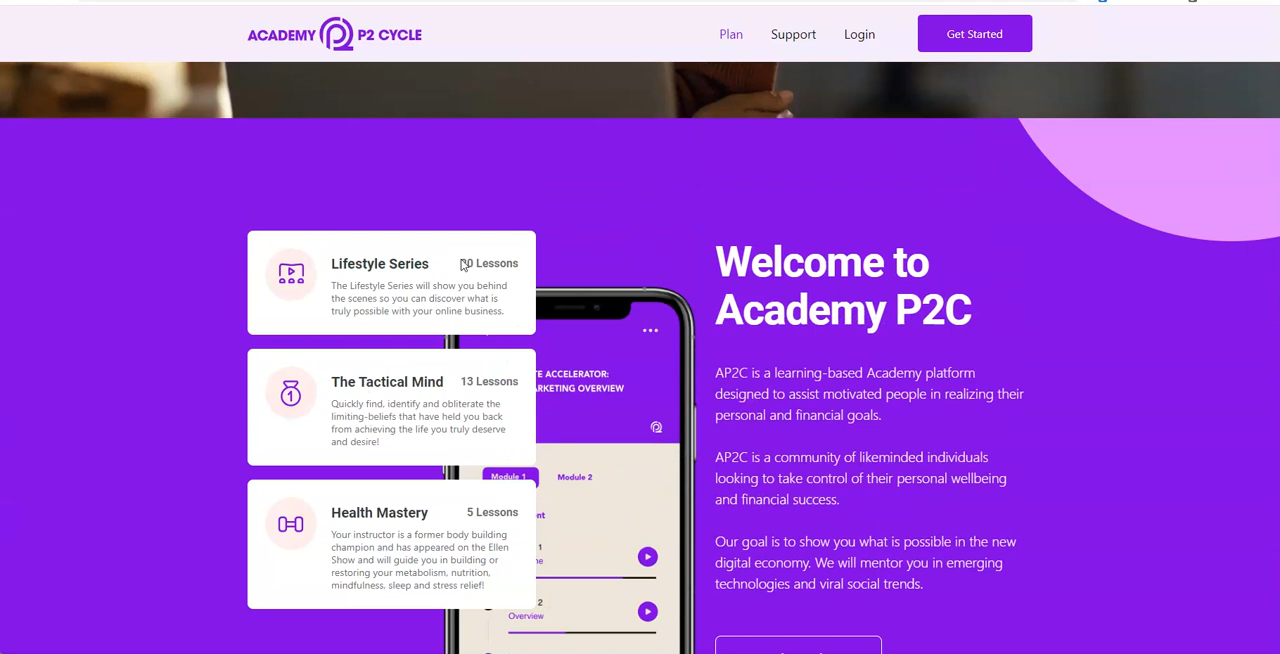 ACADEMY P2 CYCLE
Plan
Support
Login
Get Started
Lifestyle Series
Lessons
The Lifestyle Series will show you behind
the scenes so you can discover what is
truly possible with your online business.
The Tactical Mind
13 Lessons
Quickly find, identify and obliterate the
limiting-beliefs that have held you back
from achieving the life you truly deserve
and desire!
Health Mastery
5 Lessons
Your instructor is a former body building
champion and has appeared on the Ellen
Show and will guide you in building or
restoring your metabolism, nutrition,
mindfulness, sleep and stress relief!
TE ACCELERATOR:
ARKETING OVERVIEW
Module 1
Module 2
nt
1
ne
2
Overview
Welcome to
Academy P2C
AP2C is a learning-based Academy platform
designed to assist motivated people in realizing their
personal and financial goals.
AP2C is a community of likeminded individuals
looking to take control of their personal wellbeing
and financial success.
Our goal is to show you what is possible in the new
digital economy. We will mentor you in emerging
technologies and viral social trends.